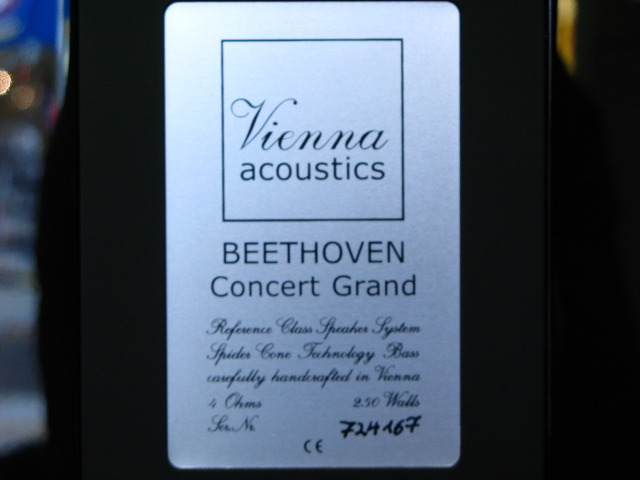 Vienna
acoustics
BEETHOVEN
Concert Grand
Reference Class Speaker System
Spider Cone Technology Bass
carefully handcrafted in Vienna
4 Ohms 250 Watts
Ser.Nr. 724167
CE